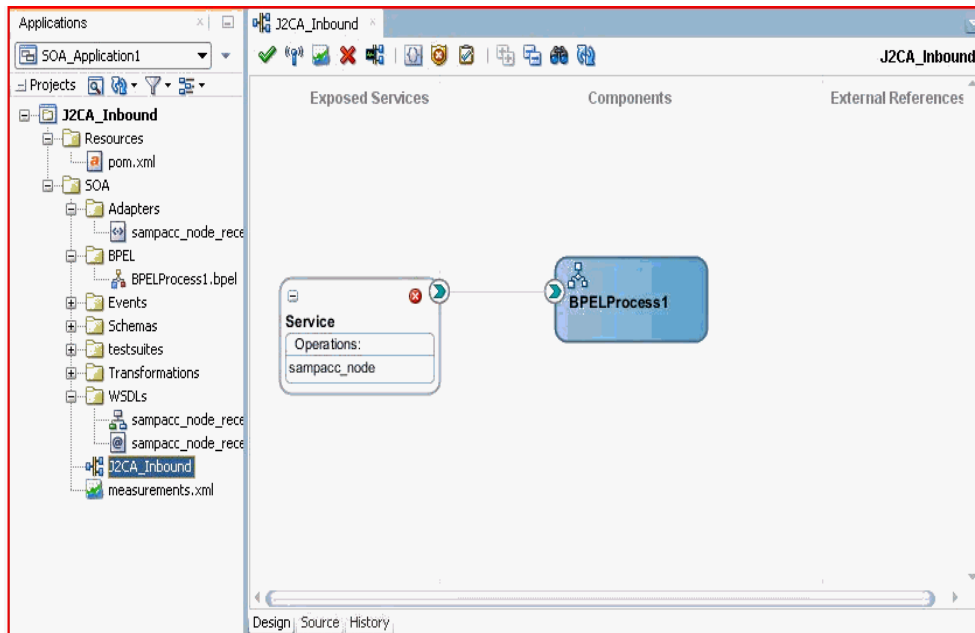 Applications
SOA_Application1
Projects
J2CA_Inbound
Resources
pom.xml
SOA
Adapters
sampacc_node_rece
BPEL
BPELProcess1.bpel
Events
Schemas
testsuites
Transformations
WSDLs
sampacc_node_rece
sampacc_node_rece
J2CA_Inbound
measurements.xml
J2CA_Inbound
J2CA_Inbound
Exposed Services
Components
External References
Service
Operations:
sampacc_node
BPELProcess1
Design Source History